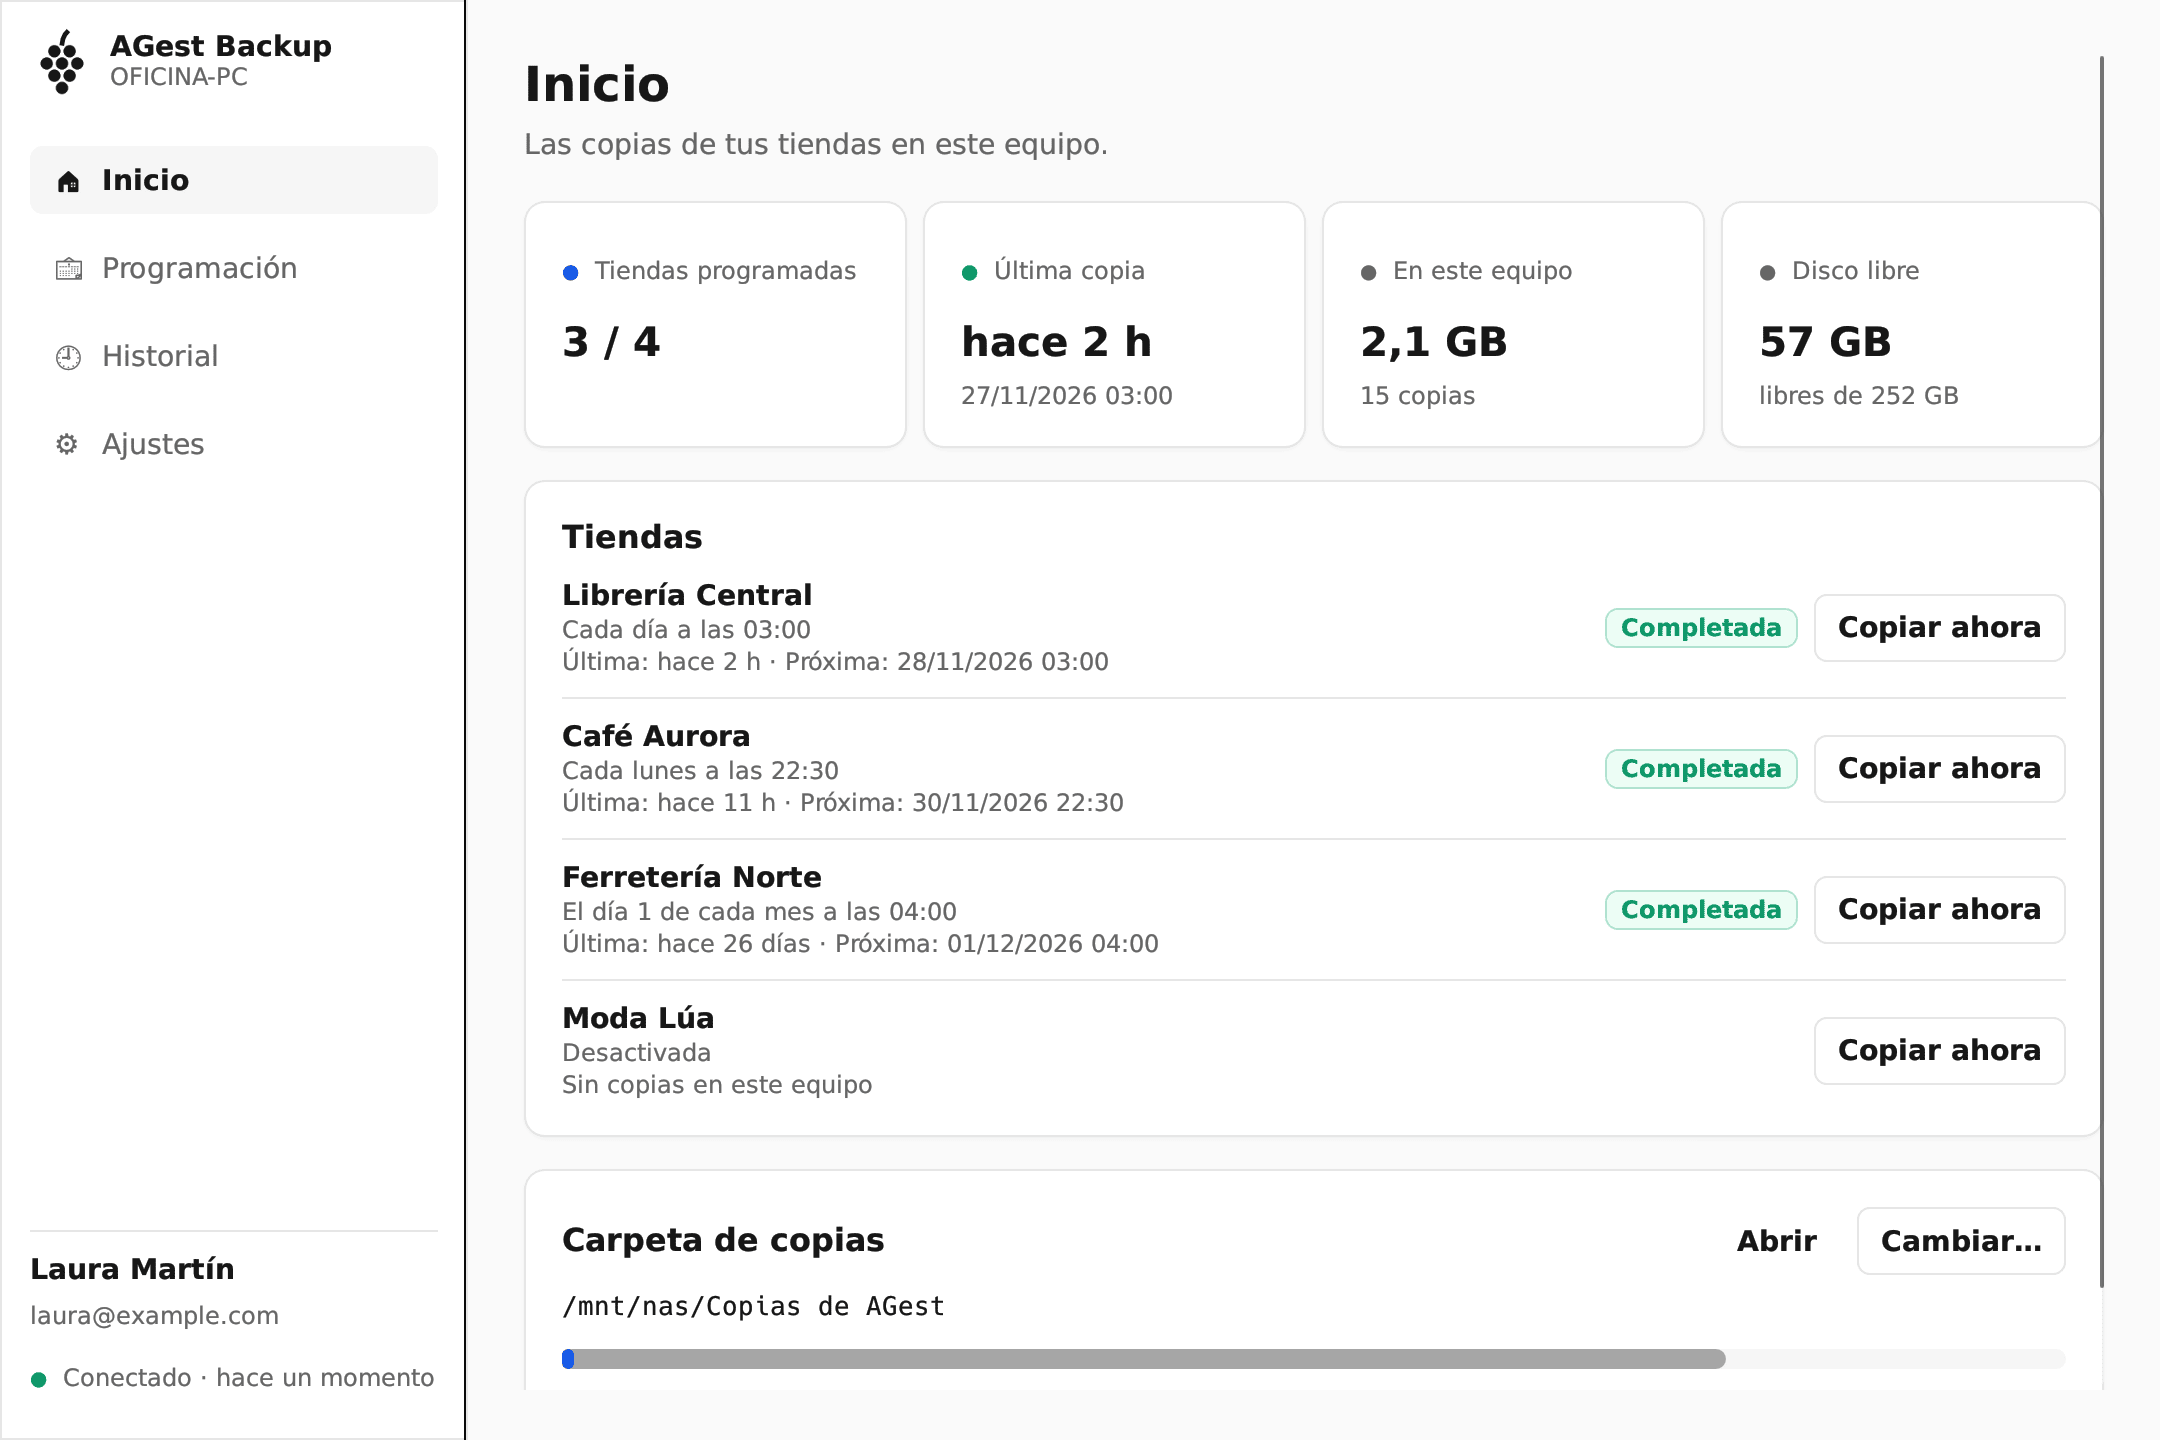 AGest Backup
OFICINA-PC
Inicio
Programación
Historial
Ajustes
Laura Martín
laura@example.com
Conectado · hace un momento
Inicio
Las copias de tus tiendas en este equipo.
Tiendas programadas
3 / 4
Última copia
hace 2 h
27/11/2026 03:00
En este equipo
2,1 GB
15 copias
Disco libre
57 GB
libres de 252 GB
Tiendas
Librería Central
Cada día a las 03:00
Última: hace 2 h · Próxima: 28/11/2026 03:00
Completada
Copiar ahora
Café Aurora
Cada lunes a las 22:30
Última: hace 11 h · Próxima: 30/11/2026 22:30
Completada
Copiar ahora
Ferretería Norte
El día 1 de cada mes a las 04:00
Última: hace 26 días · Próxima: 01/12/2026 04:00
Completada
Copiar ahora
Moda Lúa
Desactivada
Sin copias en este equipo
Copiar ahora
Carpeta de copias
Abrir
Cambiar…
/mnt/nas/Copias de AGest